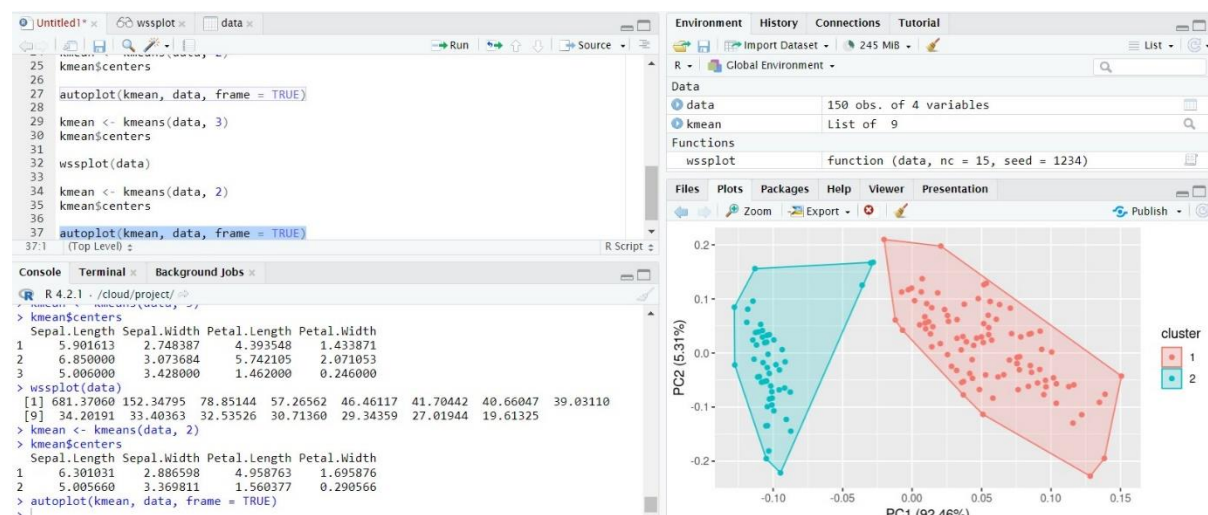 Untitled1* × wssplot × data ×
Run Source
25 kmean$centers
26
27 autoplot(kmean, data, frame = TRUE)
28
29 kmean <- kmeans(data, 3)
30 kmean$centers
31
32 wssplot(data)
33
34 kmean <- kmeans(data, 2)
35 kmean$centers
36
37 autoplot(kmean, data, frame = TRUE)
37:1 (Top Level) R Script
Console Terminal × Background Jobs ×
R 4.2.1 · /cloud/project/
> kmean <- kmeans(data, 3)
> kmean$centers
Sepal.Length Sepal.Width Petal.Length Petal.Width
1 5.901613 2.748387 4.393548 1.433871
2 6.850000 3.073684 5.742105 2.071053
3 5.006000 3.428000 1.462000 0.246000
> wssplot(data)
[1] 681.37060 152.34795 78.85144 57.26562 46.46117 41.70442 40.66047 39.03110
[9] 34.20191 33.40363 32.53526 30.71360 29.34359 27.01944 19.61325
> kmean <- kmeans(data, 2)
> kmean$centers
Sepal.Length Sepal.Width Petal.Length Petal.Width
1 6.301031 2.886598 4.958763 1.695876
2 5.005660 3.369811 1.560377 0.290566
> autoplot(kmean, data, frame = TRUE)
>
Environment History Connections Tutorial
Import Dataset 245 MiB List
R Global Environment
Data
data 150 obs. of 4 variables
kmean List of 9
Functions
wssplot function (data, nc = 15, seed = 1234)
Files Plots Packages Help Viewer Presentation
Zoom Export Publish
0.2
0.1
0.0
-0.1
-0.2
PC2 (5.31%)
-0.10 -0.05 0.00 0.05 0.10 0.15
PC1 (92.46%)
cluster
1
2